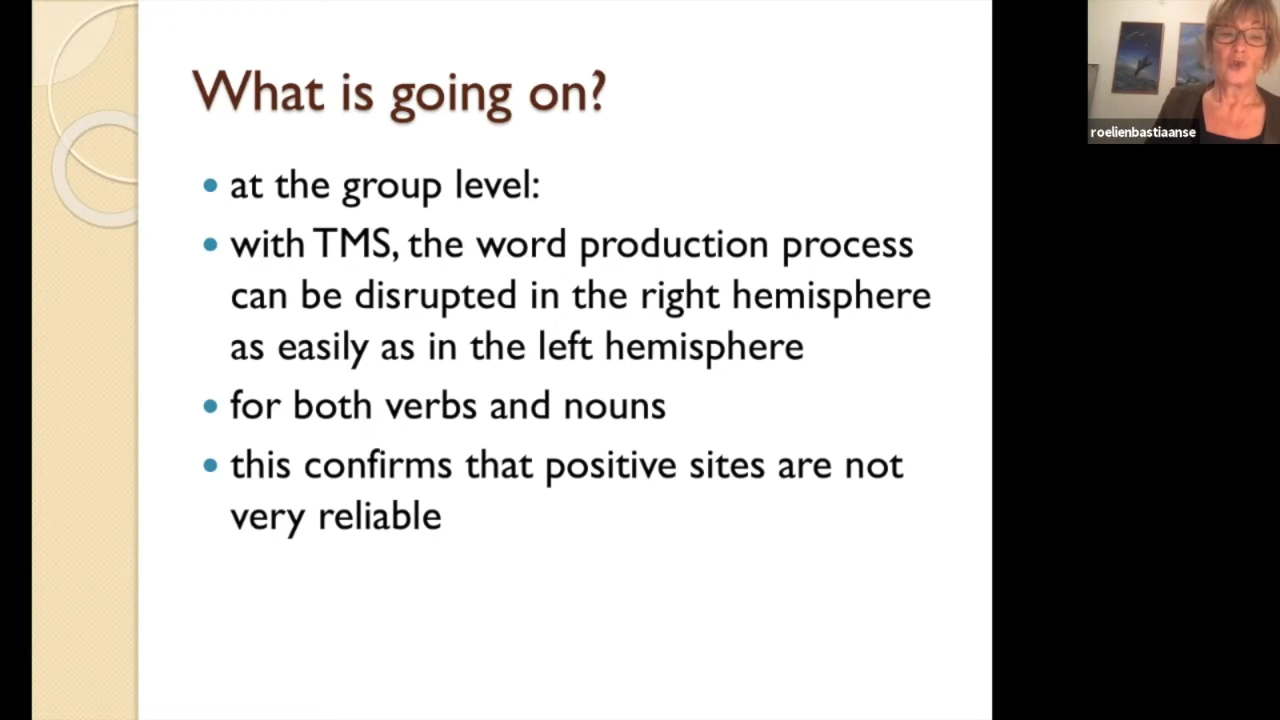 What is going on?
at the group level:
with TMS, the word production process
can be disrupted in the right hemisphere
as easily as in the left hemisphere
for both verbs and nouns
this confirms that positive sites are not
very reliable
roelienbastiaanse